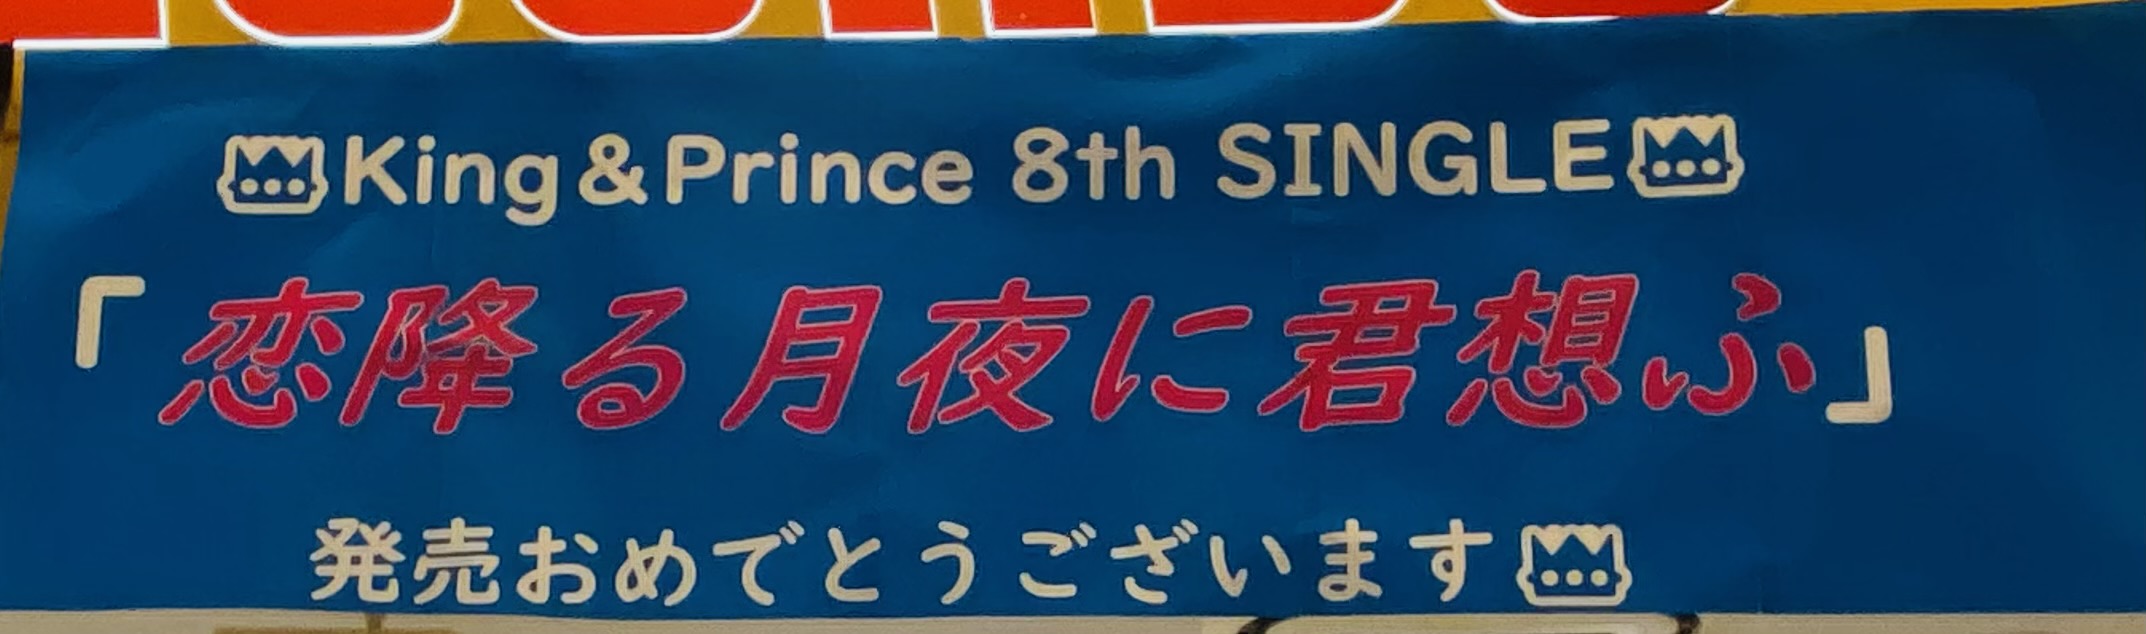 King & Prince 8th SINGLE
「恋降る月夜に君想ふ」
発売おめでとうございます